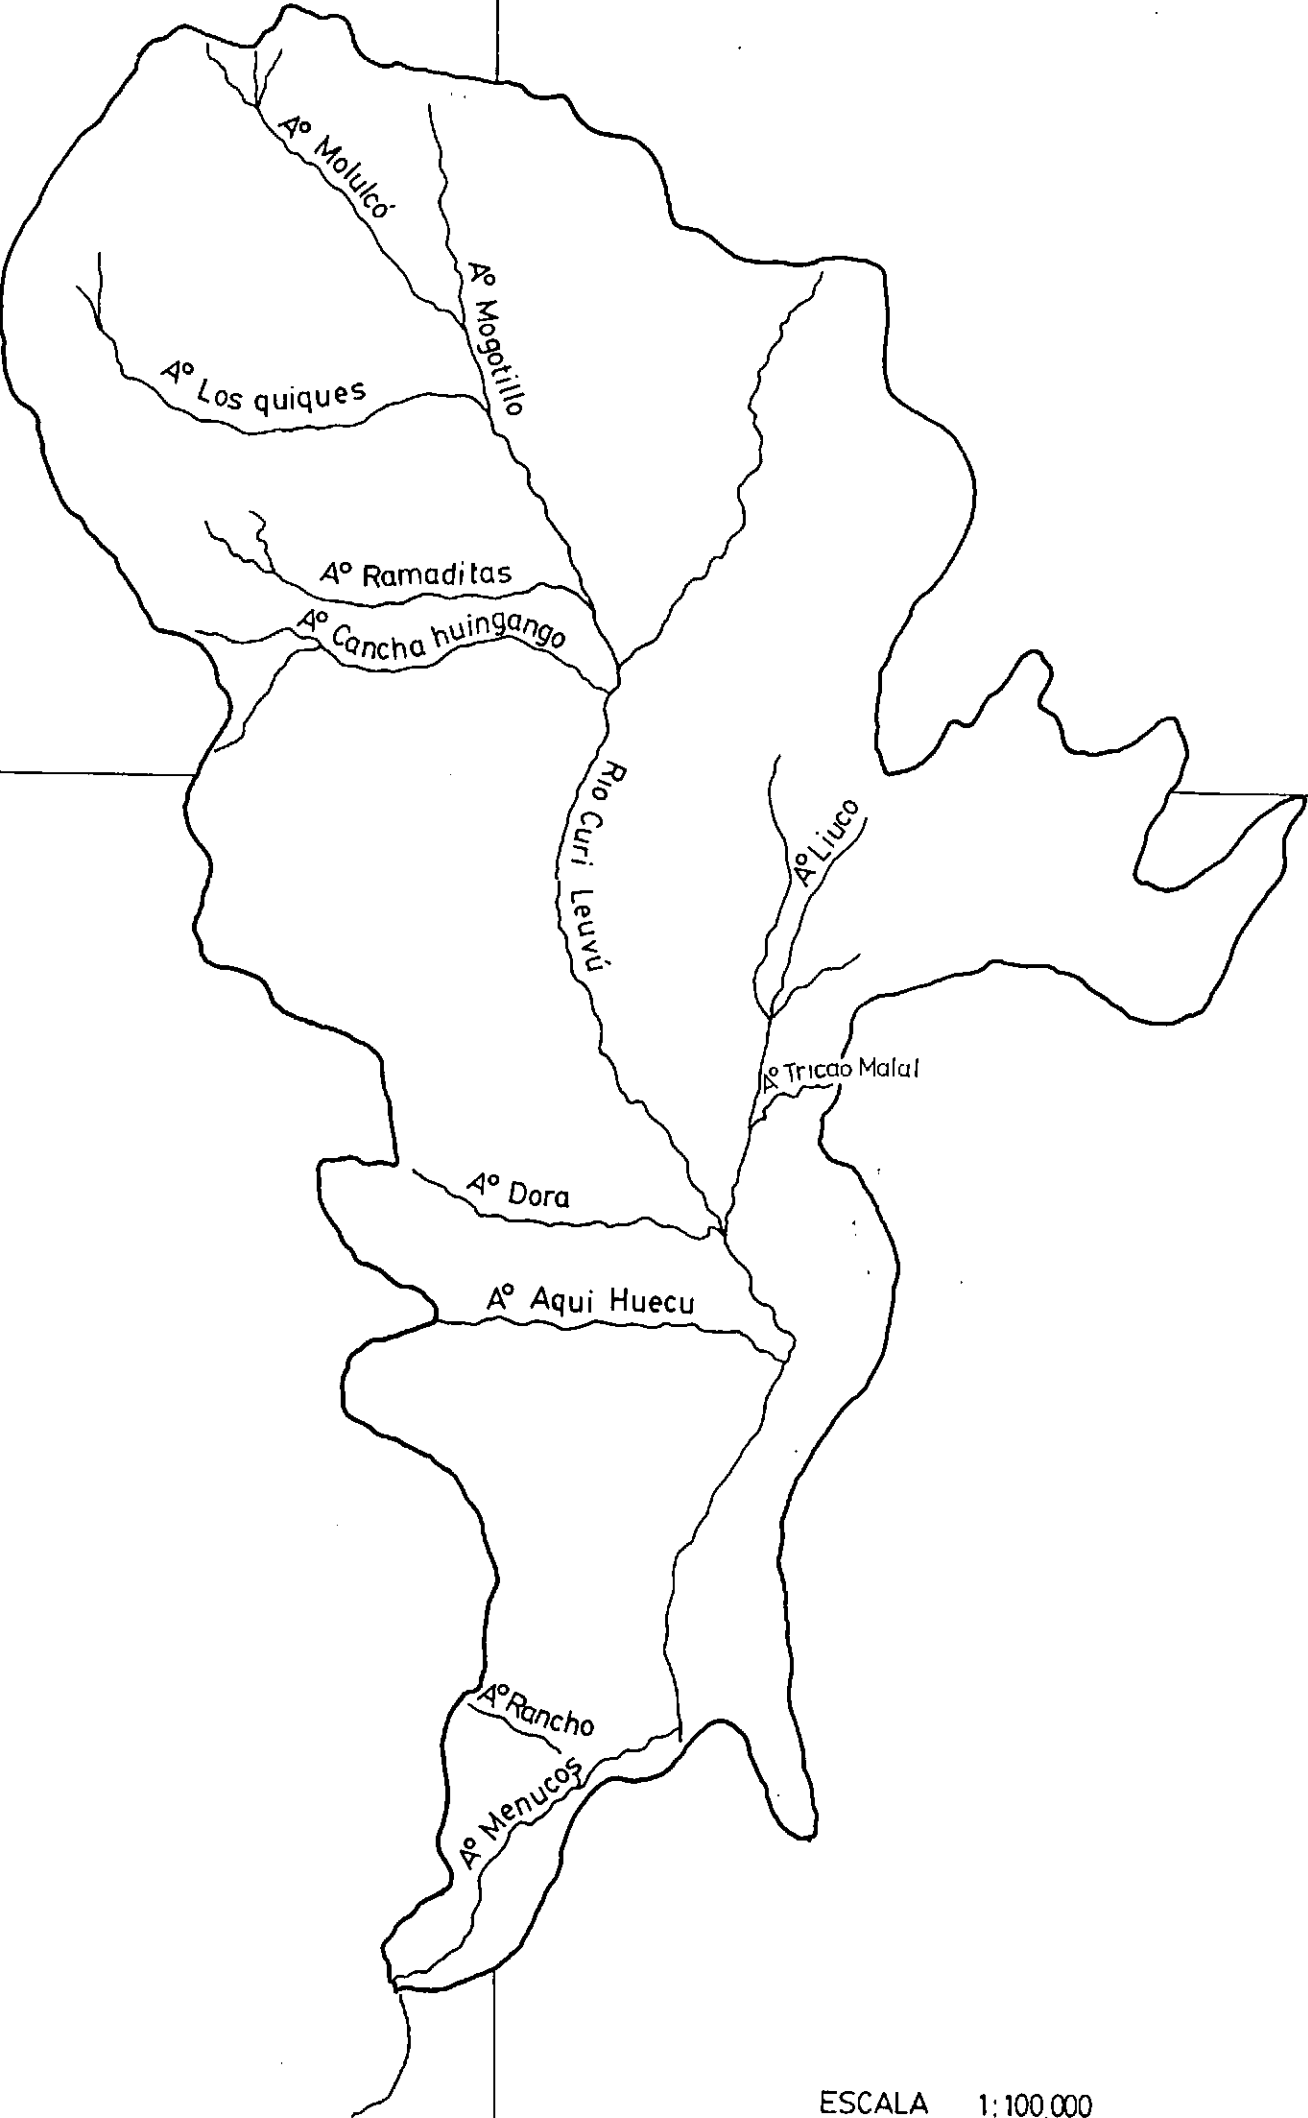 Aº Molulcó
Aº Mogotillo
Aº Los quiques
Aº Ramaditas
Aº Cancha huingango
Rio Curi Leuvú
Aº Liuco
Aº Tricao Malal
Aº Dora
Aº Aqui Huecu
Aº Rancho
Aº Menucos
ESCALA 1:100.000